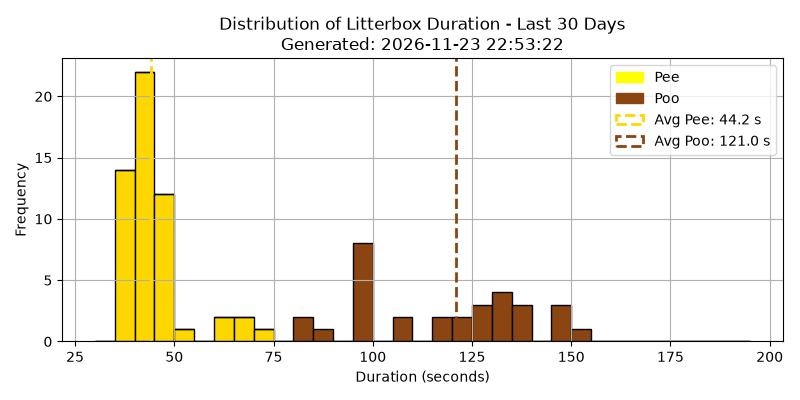 Distribution of Litterbox Duration - Last 30 Days
Generated: 2026-11-23 22:53:22
Pee
Poo
Avg Pee: 44.2 s
Avg Poo: 121.0 s
Frequency
20
15
10
5
0
25
50
75
100
125
150
175
200
Duration (seconds)